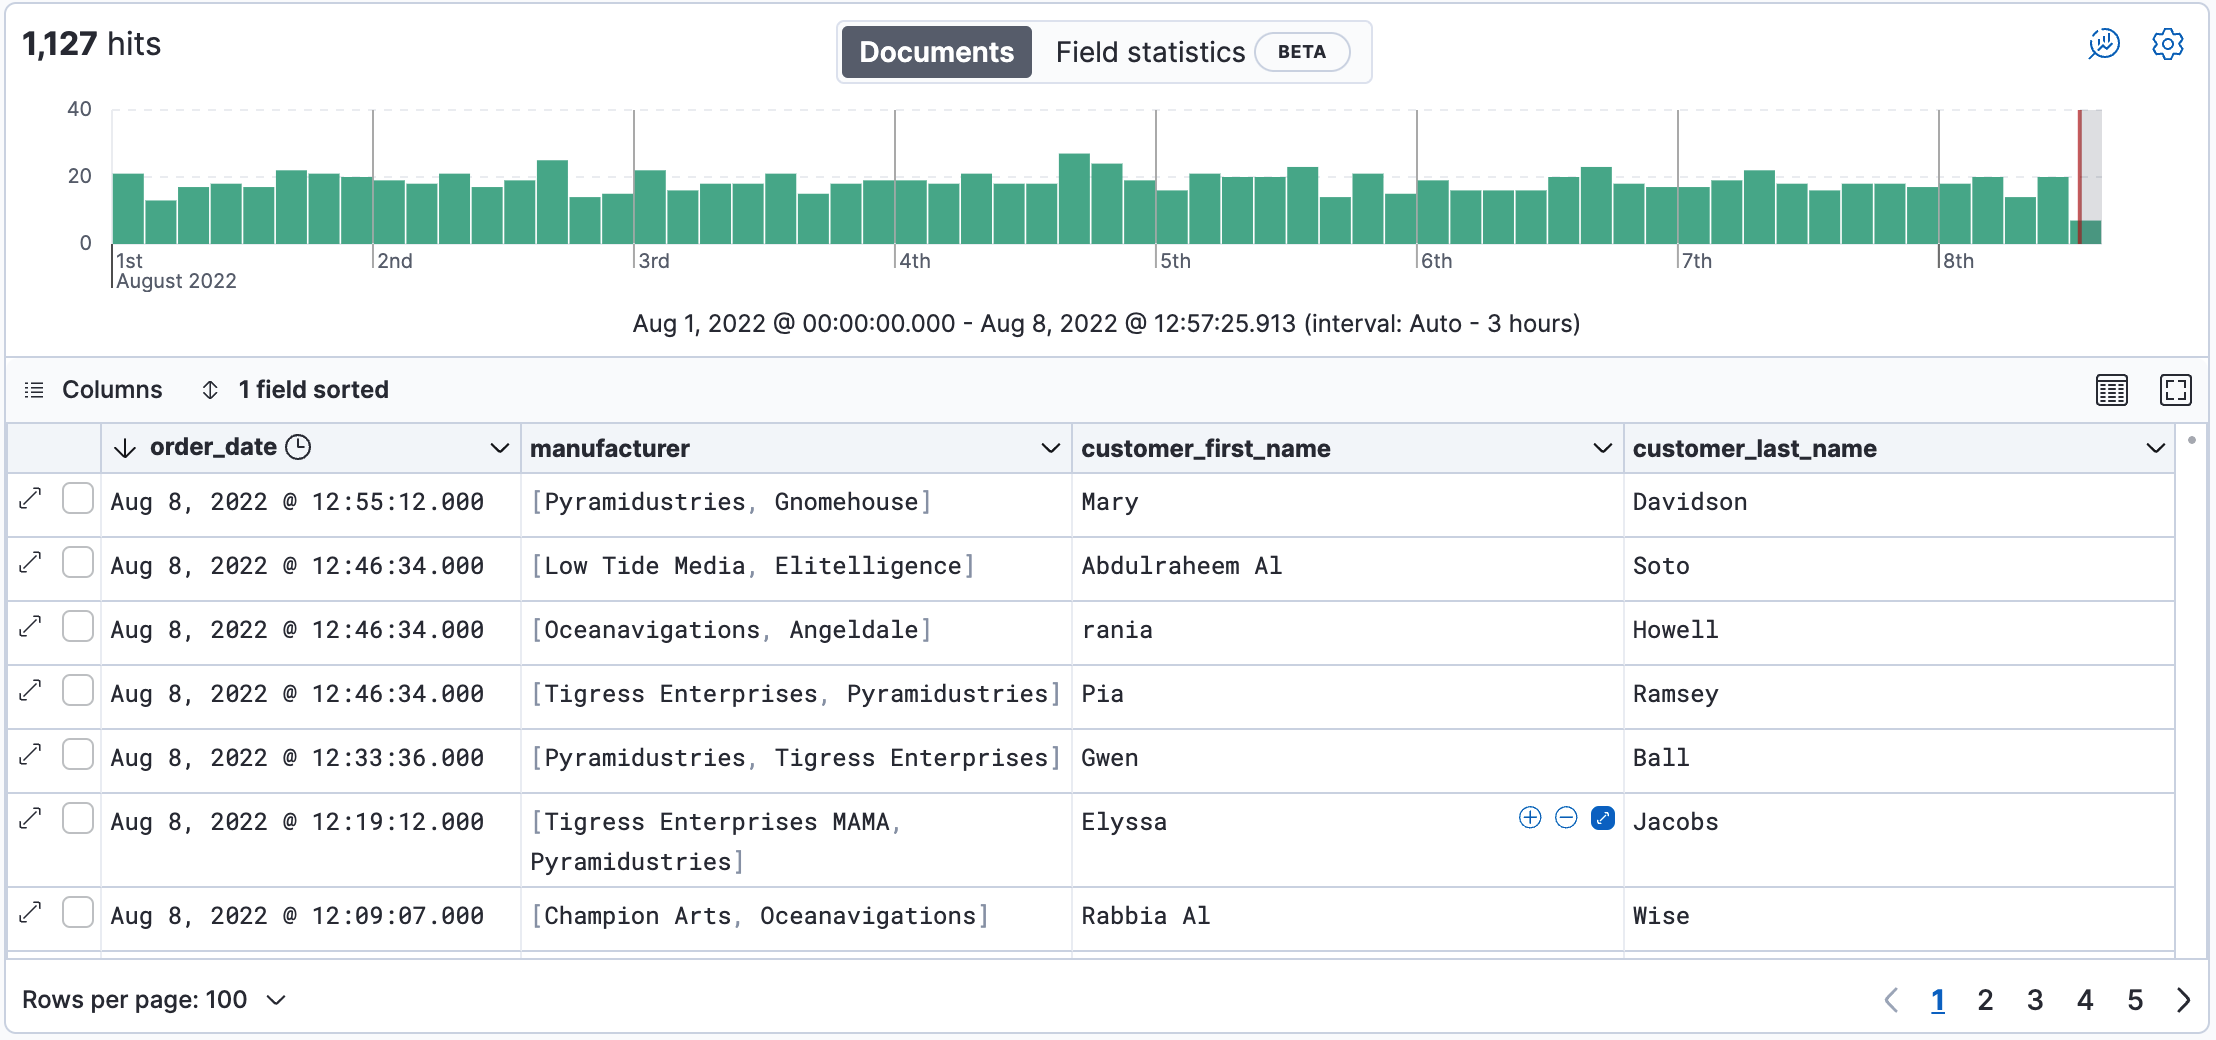 1,127 hits
Documents Field statistics BETA
40
20
0
1st 2nd 3rd 4th 5th 6th 7th 8th
August 2022
Aug 1, 2022 @ 00:00:00.000 - Aug 8, 2022 @ 12:57:25.913 (interval: Auto - 3 hours)
Columns 1 field sorted
order_date manufacturer customer_first_name customer_last_name
Aug 8, 2022 @ 12:55:12.000 [Pyramidustries, Gnomehouse] Mary Davidson
Aug 8, 2022 @ 12:46:34.000 [Low Tide Media, Elitelligence] Abdulraheem Al Soto
Aug 8, 2022 @ 12:46:34.000 [Oceanavigations, Angeldale] rania Howell
Aug 8, 2022 @ 12:46:34.000 [Tigress Enterprises, Pyramidustries] Pia Ramsey
Aug 8, 2022 @ 12:33:36.000 [Pyramidustries, Tigress Enterprises] Gwen Ball
Aug 8, 2022 @ 12:19:12.000 [Tigress Enterprises MAMA, Elyssa Jacobs
Pyramidustries]
Aug 8, 2022 @ 12:09:07.000 [Champion Arts, Oceanavigations] Rabbia Al Wise
Rows per page: 100 1 2 3 4 5